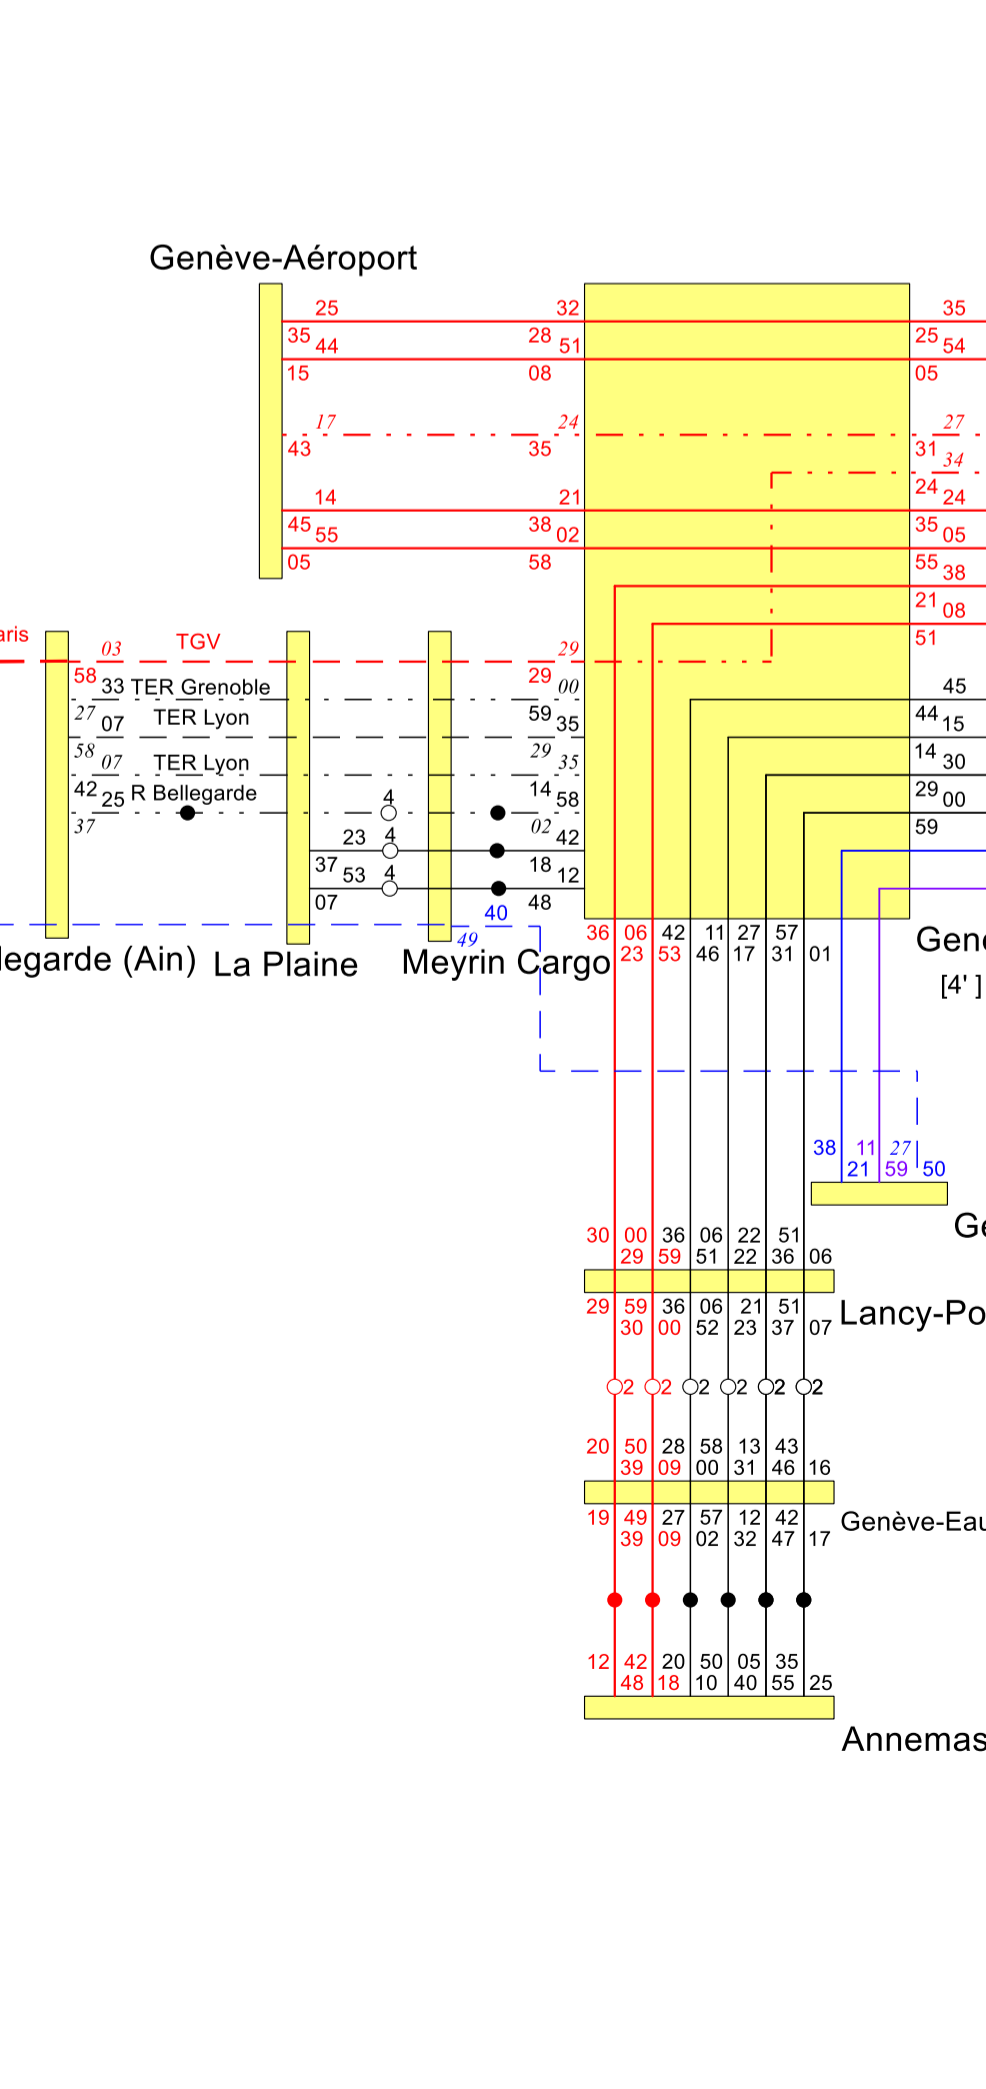 Genève-Aéroport
25 32 35
35 28 25
44 51 54
15 08 05
17 24 27
43 35 31
34
24
14 21 24
45 38 35
55 02 05
05 58 55
38
21
08
51
aris 03 TGV 29
58 29
33 TER Grenoble 00 45
27 59 44
07 TER Lyon 35 15
58 29 14
07 TER Lyon 35 30
42 14 29
25 R Bellegarde 4 58 00
37 02 59
23 4 42
37 18
53 4 12
07 48
40
49
36 06 42 11 27 57
23 53 46 17 31 01
legarde (Ain) La Plaine Meyrin Cargo Genè
[4' ]
38 11 27
21 59 50
Ge
30 00 36 06 22 51
29 59 51 22 36 06
29 59 36 06 21 51
30 00 52 23 37 07
Lancy-Po
2 2 2 2 2 2
20 50 28 58 13 43
39 09 00 31 46 16
19 49 27 57 12 42
39 09 02 32 47 17
Genève-Eau
12 42 20 50 05 35
48 18 10 40 55 25
Annemas